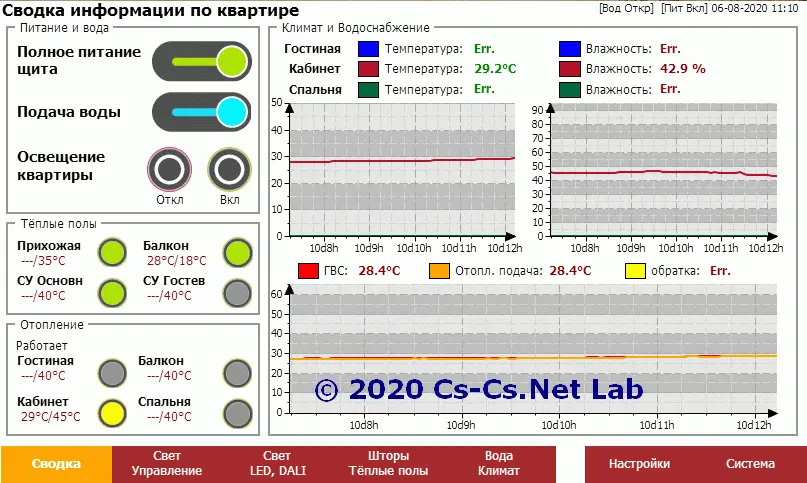 Сводка информации по квартире
[Вод Откр] [Пит Вкл] 06-08-2020 11:10
Питание и вода
Полное питание
щита
Подача воды
Освещение
квартиры
Откл
Вкл
Тёплые полы
Прихожая
---/35°C
Балкон
28°C/18°C
СУ Основн
---/40°C
СУ Гостев
---/40°C
Отопление
Работает
Гостиная
---/40°C
Балкон
---/40°C
Кабинет
29°C/45°C
Спальня
---/40°C
Климат и Водоснабжение
Гостиная Температура: Err. Влажность: Err.
Кабинет Температура: 29.2°C Влажность: 42.9 %
Спальня Температура: Err. Влажность: Err.
50
40
30
20
10
0
10d8h 10d9h 10d10h 10d11h 10d12h
90
80
70
60
50
40
30
20
10
0
10d8h 10d9h 10d10h 10d11h 10d12h
ГВС: 28.4°C Отопл. подача: 28.4°C обратка: Err.
60
50
40
30
20
10
0
10d8h 10d9h 10d10h 10d11h 10d12h
© 2020 Cs-Cs.Net Lab
Сводка
Свет
Управление
Свет
LED, DALI
Шторы
Тёплые полы
Вода
Климат
Настройки
Система